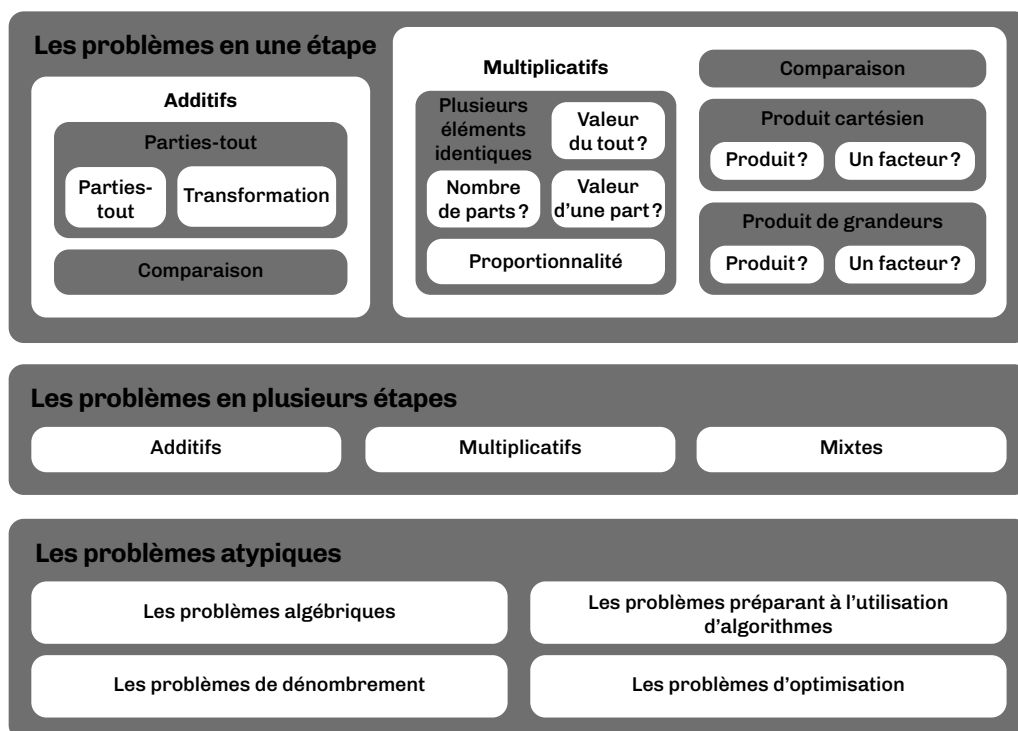 Les problèmes en une étape
Additifs
Parties-tout
Parties-
tout
Transformation
Comparaison
Multiplicatifs
Plusieurs
éléments
identiques
Valeur
du tout ?
Nombre
de parts ?
Valeur
d’une part ?
Proportionnalité
Comparaison
Produit cartésien
Produit ?
Un facteur ?
Produit de grandeurs
Produit ?
Un facteur ?
Les problèmes en plusieurs étapes
Additifs
Multiplicatifs
Mixtes
Les problèmes atypiques
Les problèmes algébriques
Les problèmes préparant à l’utilisation
d’algorithmes
Les problèmes de dénombrement
Les problèmes d’optimisation